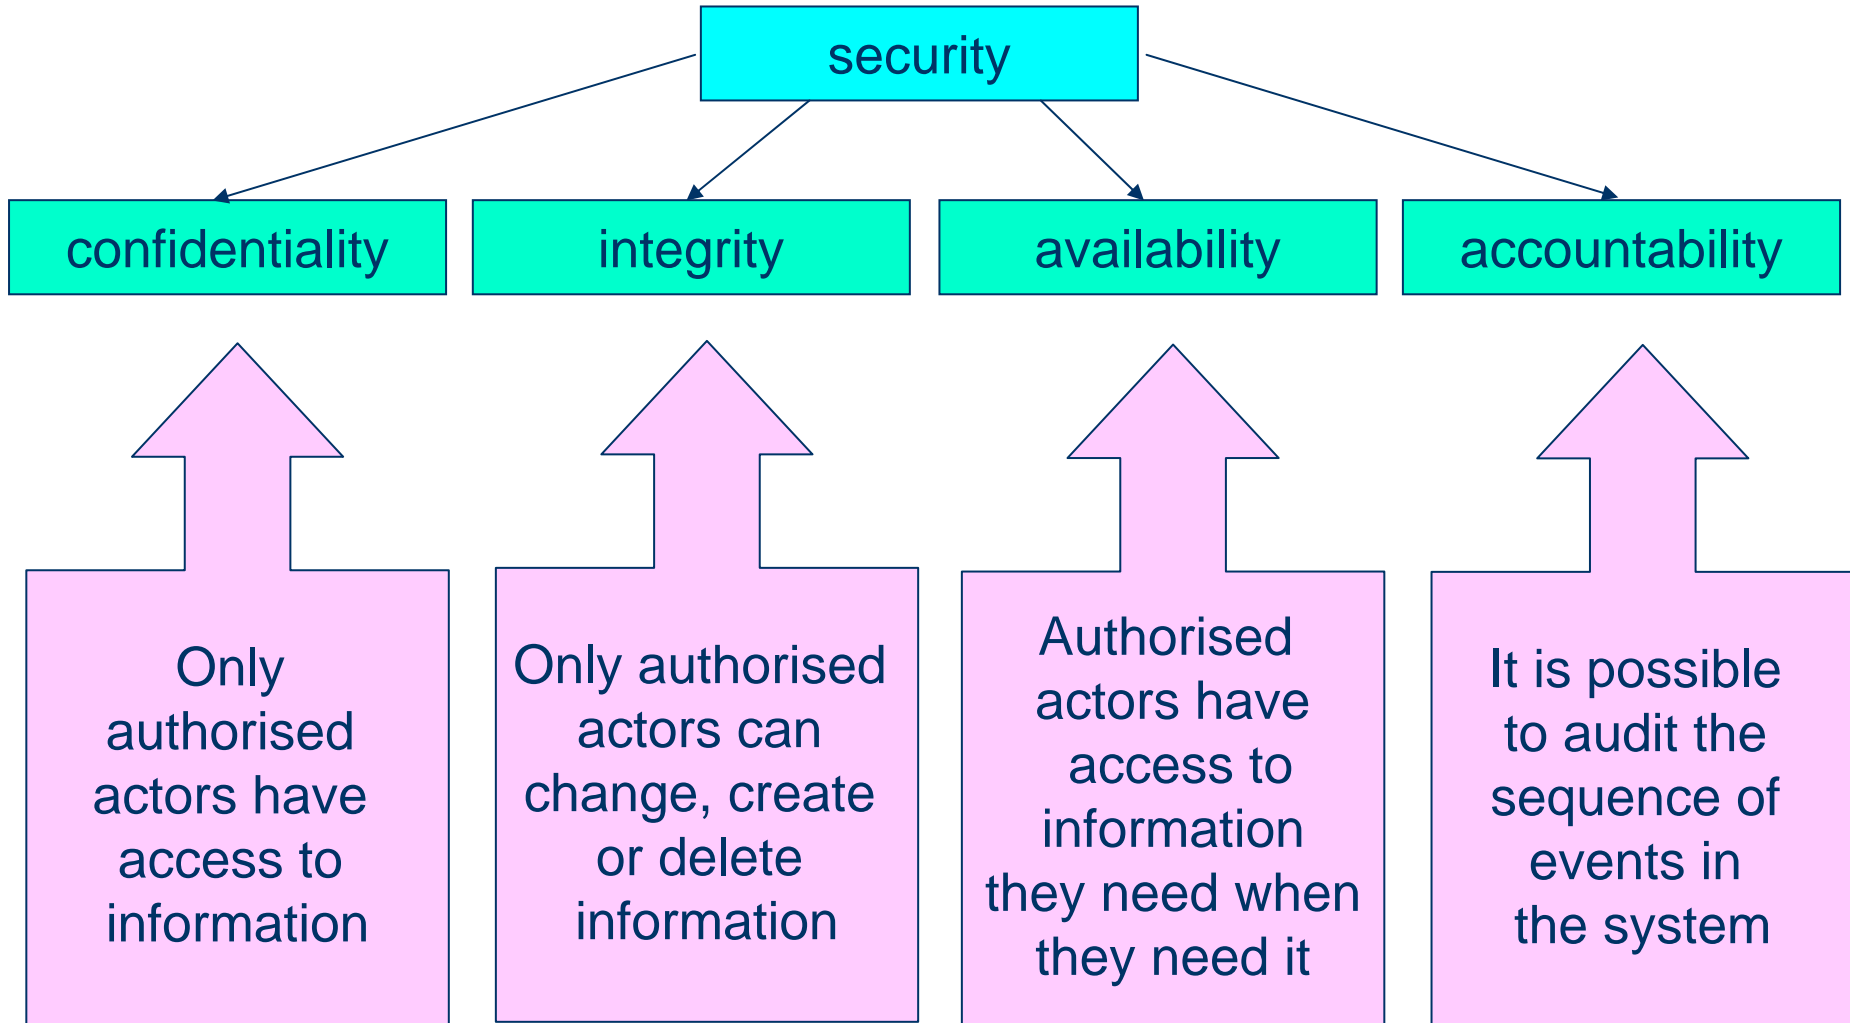 security
confidentiality
integrity
availability
accountability
Only
authorised
actors have
access to
information
Only authorised
actors can
change, create
or delete
information
Authorised
actors have
access to
information
they need when
they need it
It is possible
to audit the
sequence of
events in
the system